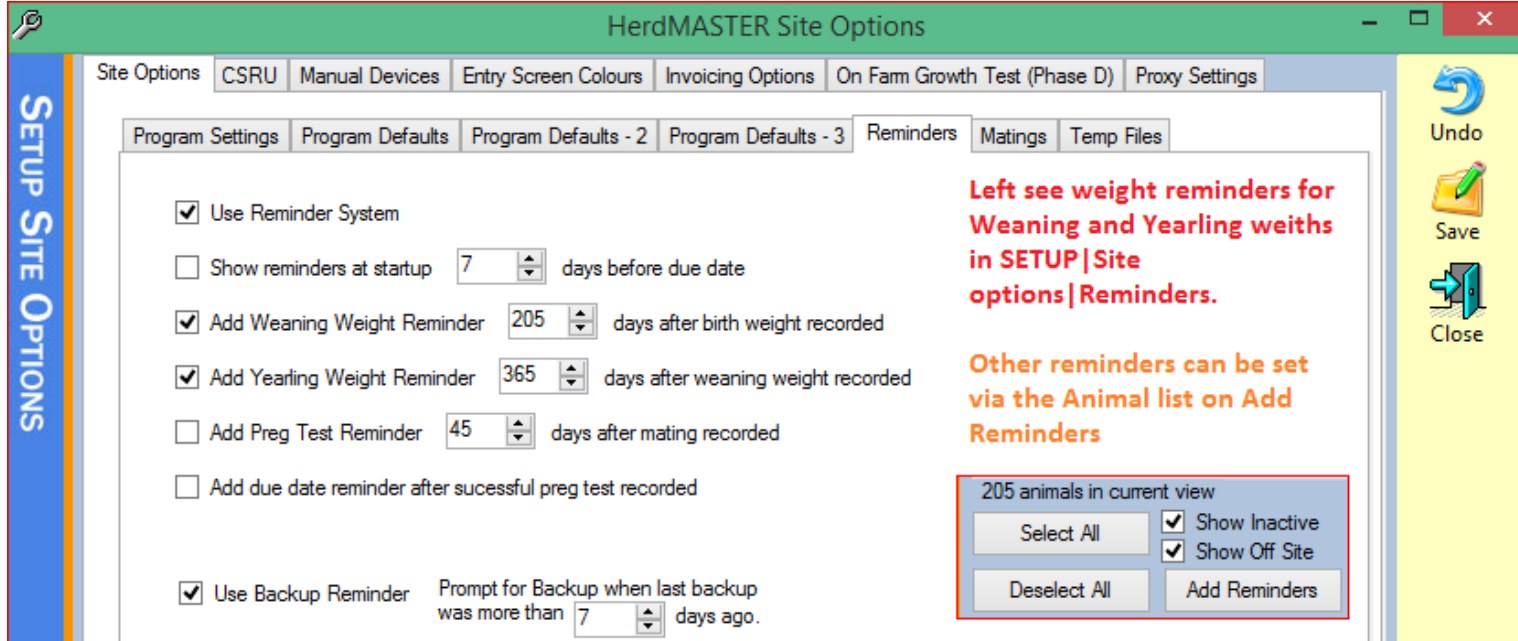 HerdMASTER Site Options
SETUP SITE OPTIONS
Site Options CSRU Manual Devices Entry Screen Colours Invoicing Options On Farm Growth Test (Phase D) Proxy Settings
Program Settings Program Defaults Program Defaults - 2 Program Defaults - 3 Reminders Matings Temp Files
Use Reminder System
Show reminders at startup 7 days before due date
Add Weaning Weight Reminder 205 days after birth weight recorded
Add Yearling Weight Reminder 365 days after weaning weight recorded
Add Preg Test Reminder 45 days after mating recorded
Add due date reminder after sucessful preg test recorded
Use Backup Reminder
Prompt for Backup when last backup
was more than 7 days ago.
Left see weight reminders for
Weaning and Yearling weiths
in SETUP|Site
options|Reminders.
Other reminders can be set
via the Animal list on Add
Reminders
205 animals in current view
Select All
Show Inactive
Show Off Site
Deselect All
Add Reminders
Undo
Save
Close